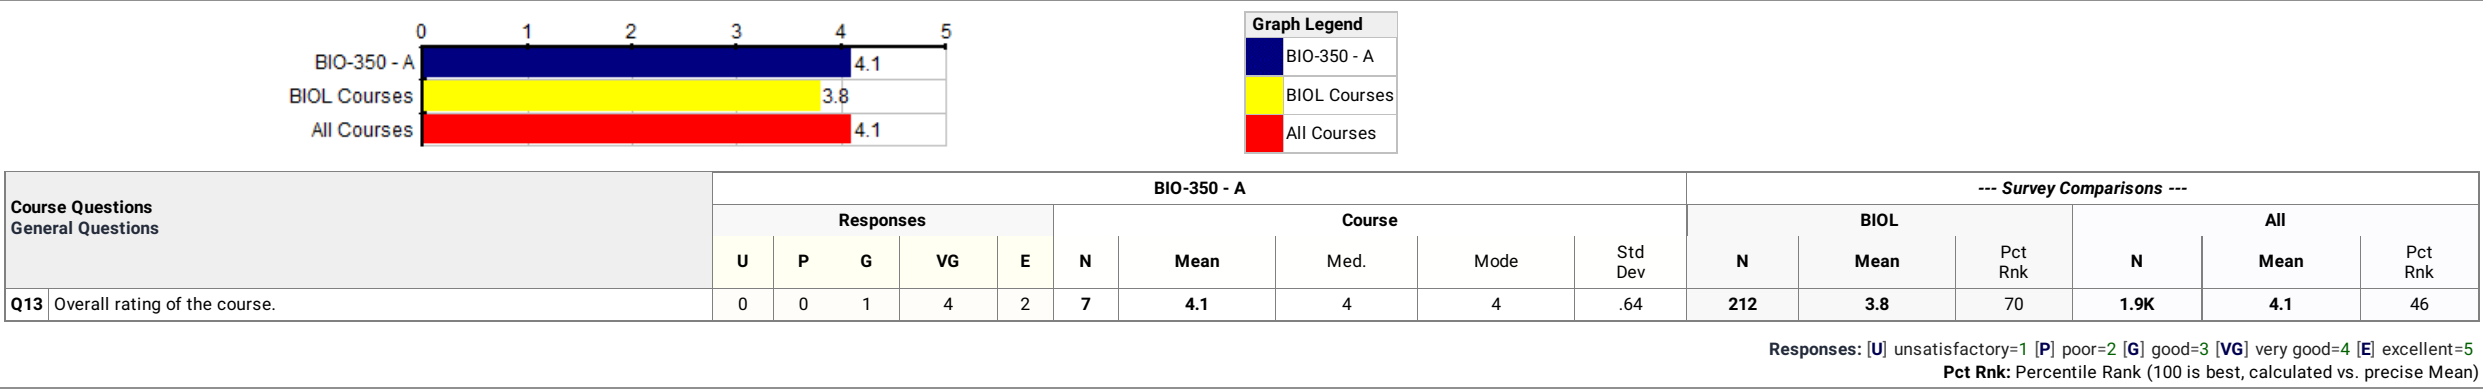 0 1 2 3 4 5
BIO-350 - A 4.1
BIOL Courses 3.8
All Courses 4.1
Graph Legend
BIO-350 - A
BIOL Courses
All Courses
Course Questions
General Questions
BIO-350 - A --- Survey Comparisons ---
Responses Course BIOL All
U P G VG E N Mean Med. Mode Std Dev N Mean Pct Rnk N Mean Pct Rnk
Q13 Overall rating of the course. 0 0 1 4 2 7 4.1 4 4 .64 212 3.8 70 1.9K 4.1 46
Responses: [U] unsatisfactory=1 [P] poor=2 [G] good=3 [VG] very good=4 [E] excellent=5
Pct Rnk: Percentile Rank (100 is best, calculated vs. precise Mean)